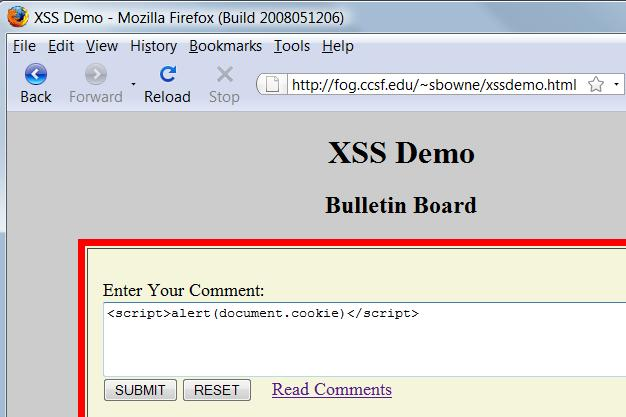 XSS Demo - Mozilla Firefox (Build 2008051206)
File Edit View History Bookmarks Tools Help
Back Forward Reload Stop http://fog.ccsf.edu/~sbowne/xssdemo.html
XSS Demo
Bulletin Board
Enter Your Comment:
<script>alert(document.cookie)</script>
SUBMIT RESET Read Comments